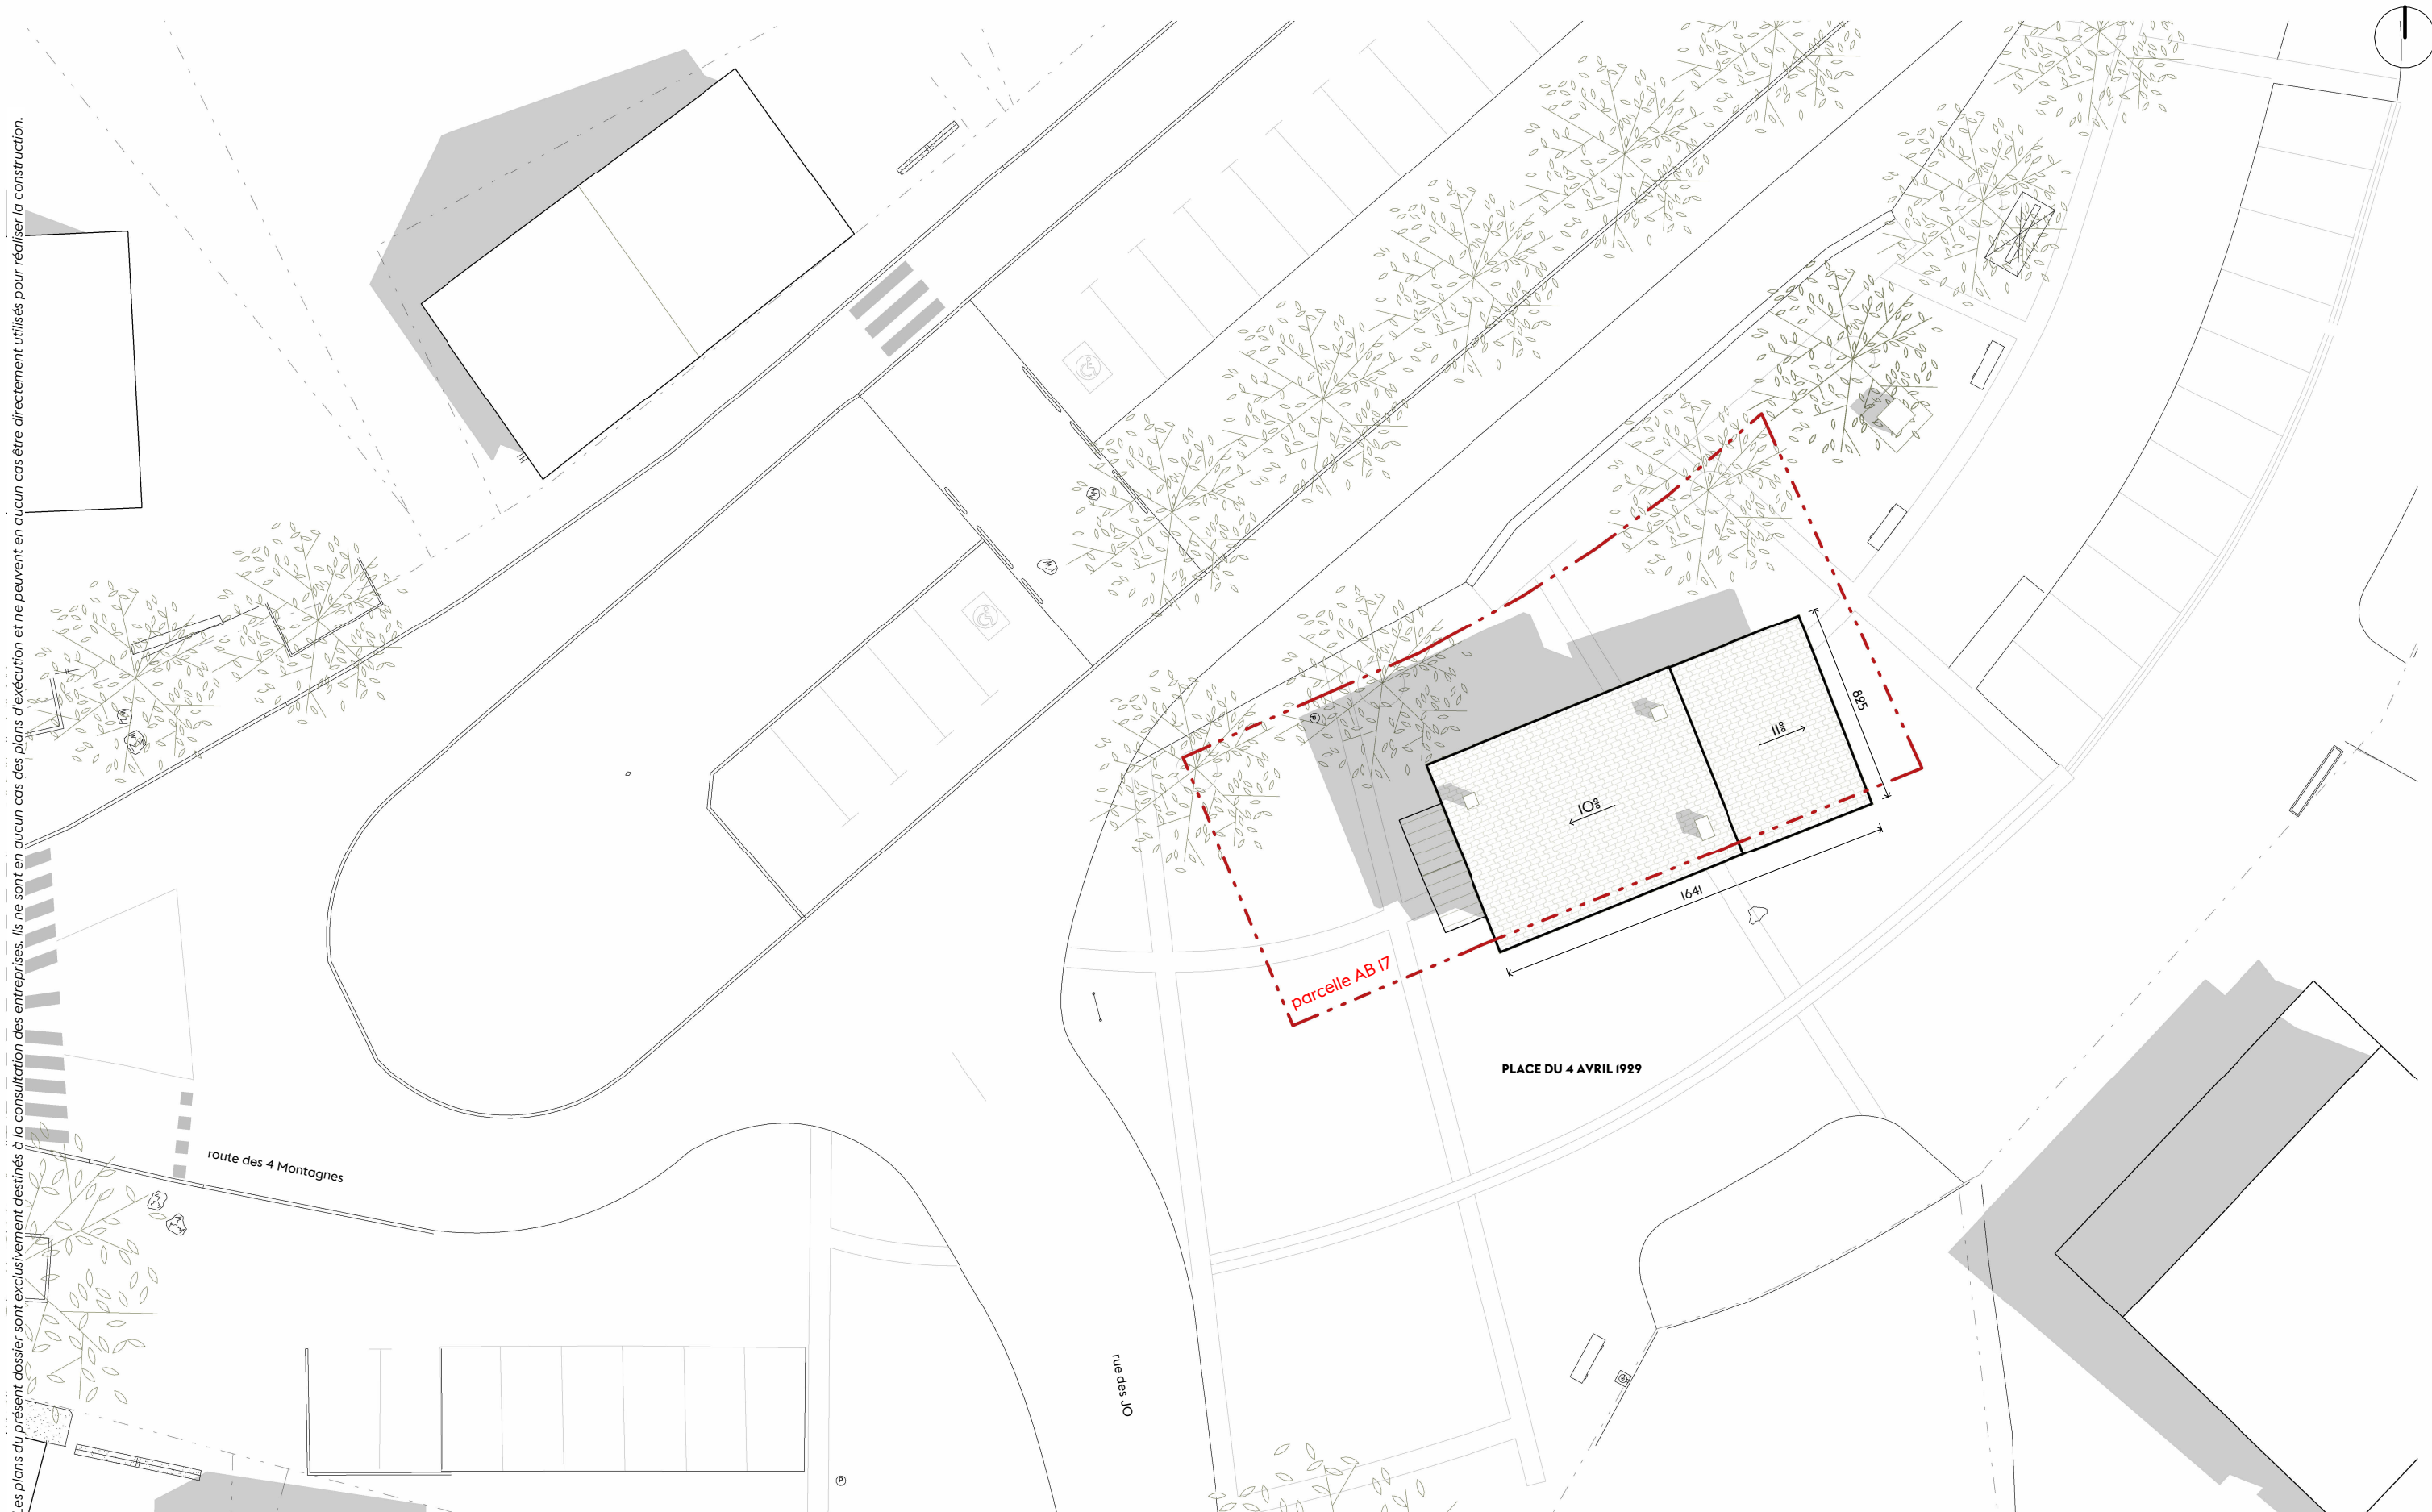 Les plans du présent dossier sont exclusivement destinés à la consultation des entreprises. Ils ne sont en aucun cas des plans d'exécution et ne peuvent en aucun cas être directement utilisés pour réaliser la construction.
825
11%
10%
1641
parcelle AB 17
PLACE DU 4 AVRIL 1929
route des 4 Montagnes
rue des JO
P
P